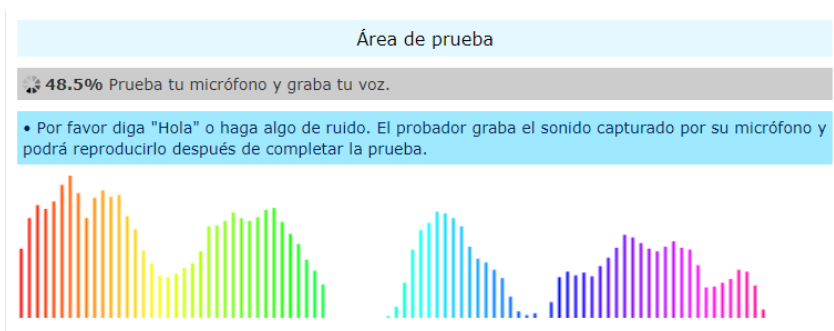 Área de prueba
48.5% Prueba tu micrófono y graba tu voz.
• Por favor diga "Hola" o haga algo de ruido. El probador graba el sonido capturado por su micrófono y
podrá reproducirlo después de completar la prueba.